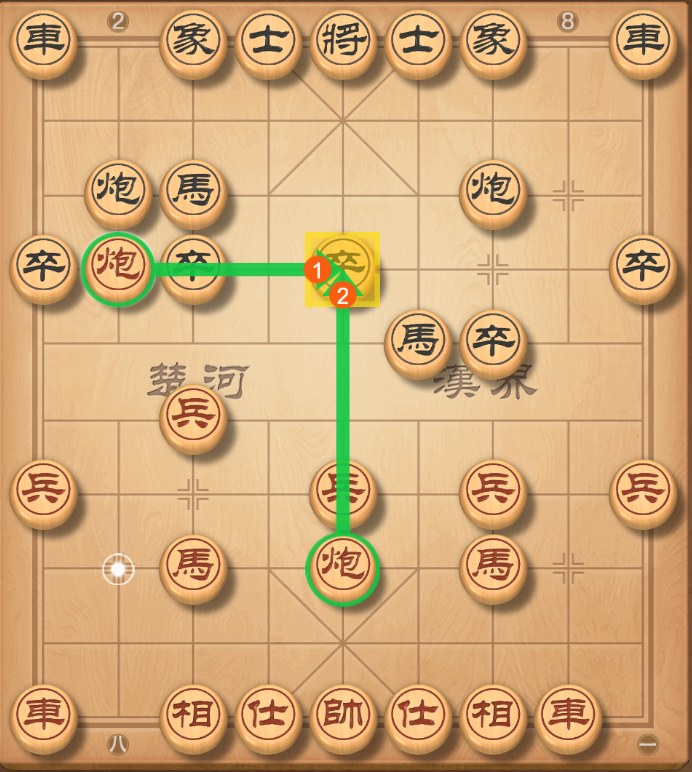 2 8
車 象 士 將 士 象 車
炮 馬 炮
卒 炮 卒 1 卒 卒
2
馬 卒
楚河 漢界
兵
兵 兵 兵 兵
馬 炮 馬
車 相 仕 帥 仕 相 車
八 一